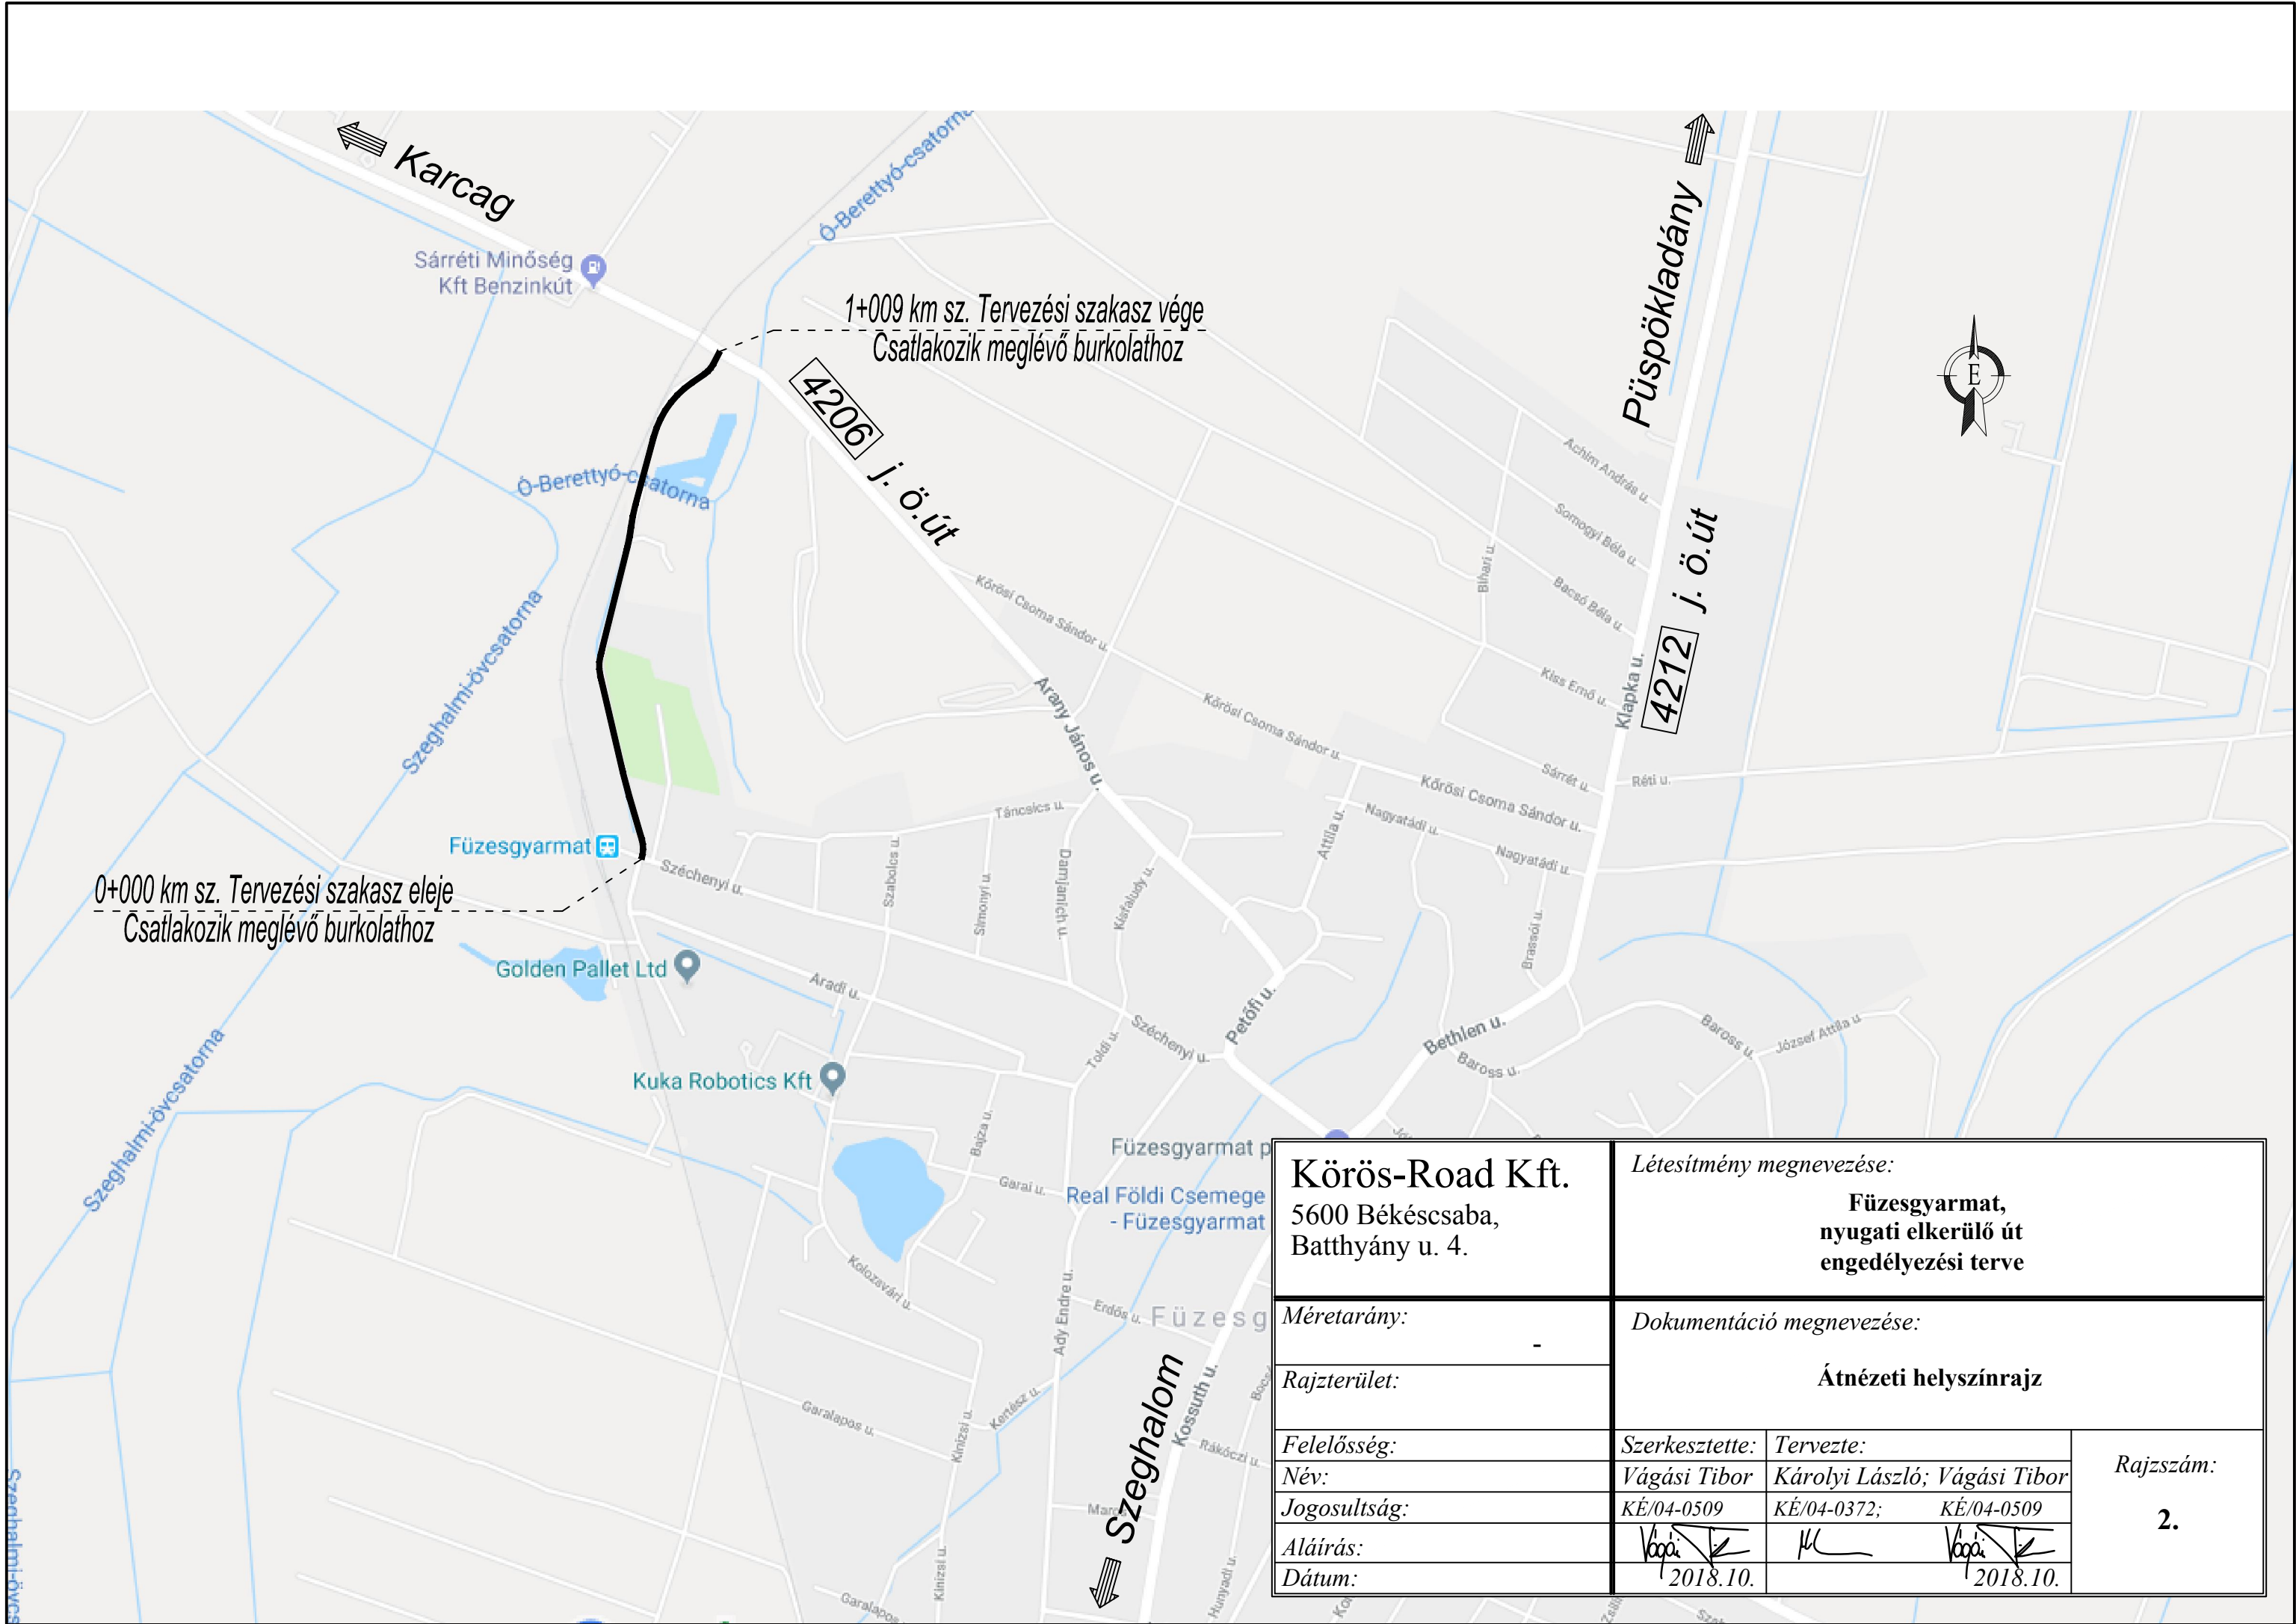 Karcag
Ó-Berettyó-csatorna
Püspökladány
Sárréti Minőség
Kft Benzinkút
1+009 km sz. Tervezési szakasz vége
Csatlakozik meglévő burkolathoz
E
4206 j. ö.út
Achim András u.
Ó-Berettyó-csatorna
Somogyi Béla u.
4212 j. ö.út
Bihari u.
Bacsó Béla u.
Kőrösi Csoma Sándor u.
Szeghalmi-övcsatorna
Kiss Ernő u.
Klapka u.
Arany János u.
Kőrösi Csoma Sándor u.
Sárrét u.
Réti u.
Kőrösi Csoma Sándor u.
Táncsics u.
Nagyatádi u.
Attila u.
Füzesgyarmat
Nagyatádi u.
Széchenyi u.
Szabolcs u.
Simonyi u.
Damjanich u.
Kisfaludy u.
0+000 km sz. Tervezési szakasz eleje
Csatlakozik meglévő burkolathoz
Brassói u.
Golden Pallet Ltd
Aradi u.
Petőfi u.
Széchenyi u.
Toldi u.
Bethlen u.
Baross u.
Baross u.
József Attila u.
Kuka Robotics Kft
Szeghalmi-övcsatorna
Bajza u.
Füzesgyarmat p
Garai u.
Real Földi Csemege
- Füzesgyarmat
Kolozsvári u.
Ady Endre u.
Erdős u.
Füzesg
Szeghalom
Kossuth u.
Garalapos u.
Kinizsi u.
Kertész u.
Rákóczi u.
Szeghalmi-övcs
Kinizsi u.
Hunyadi u.
Garalapos u.
Körös-Road Kft.
5600 Békéscsaba,
Batthyány u. 4.
Létesítmény megnevezése:
Füzesgyarmat,
nyugati elkerülő út
engedélyezési terve
Méretarány:
-
Dokumentáció megnevezése:
Átnézeti helyszínrajz
Rajzterület:
Felelősség:
Szerkesztette:
Tervezte:
Rajzszám:
Név:
Vágási Tibor
Károlyi László; Vágási Tibor
Jogosultság:
KÉ/04-0509
KÉ/04-0372; KÉ/04-0509
2.
Aláírás:
Dátum:
2018.10.
2018.10.